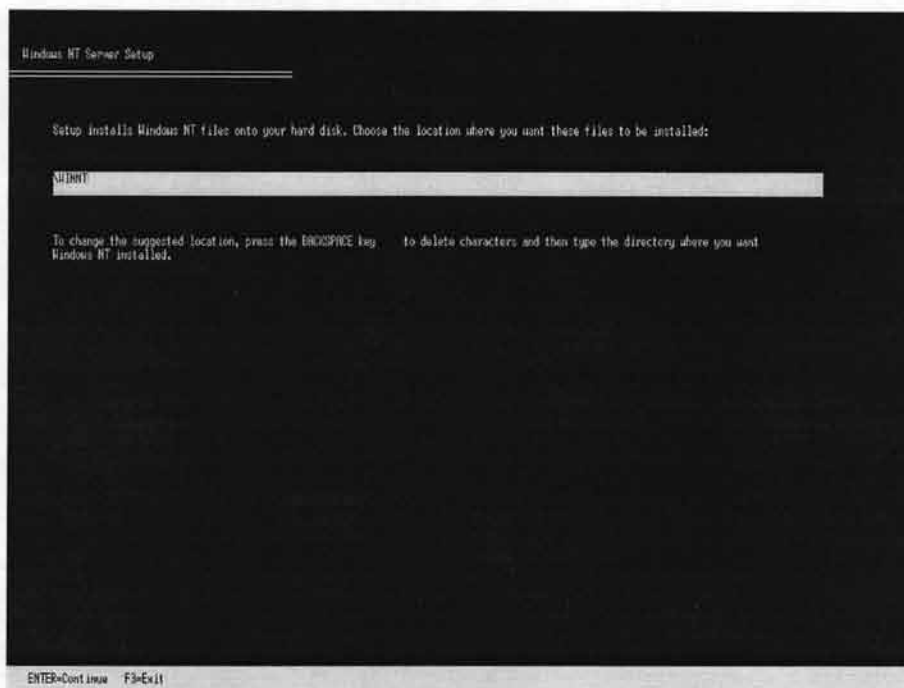 Windows NT Server Setup
Setup installs Windows NT files onto your hard disk. Choose the location where you want these files to be installed:
\WINNT
To change the suggested location, press the BACKSPACE key to delete characters and then type the directory where you want
Windows NT installed.
ENTER=Continue F3=Exit